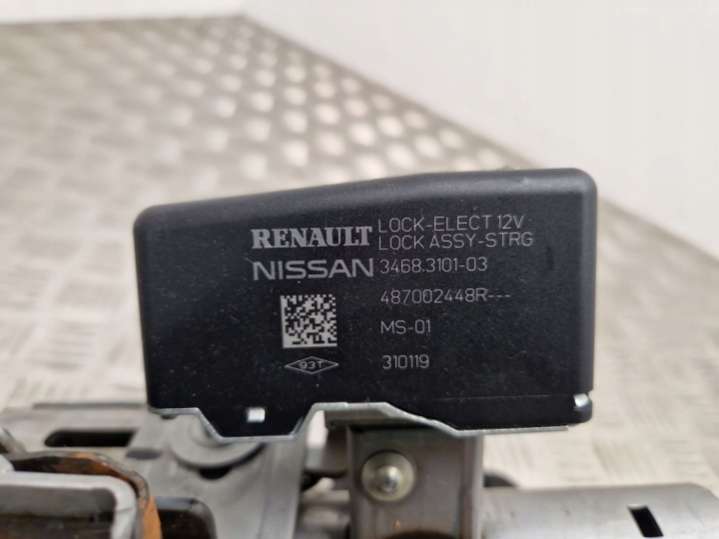 RENAULT LOCK-ELECT 12V
LOCK ASSY-STRG
NISSAN 3468.3101-03
487002448R---
MS-01
93T 310119